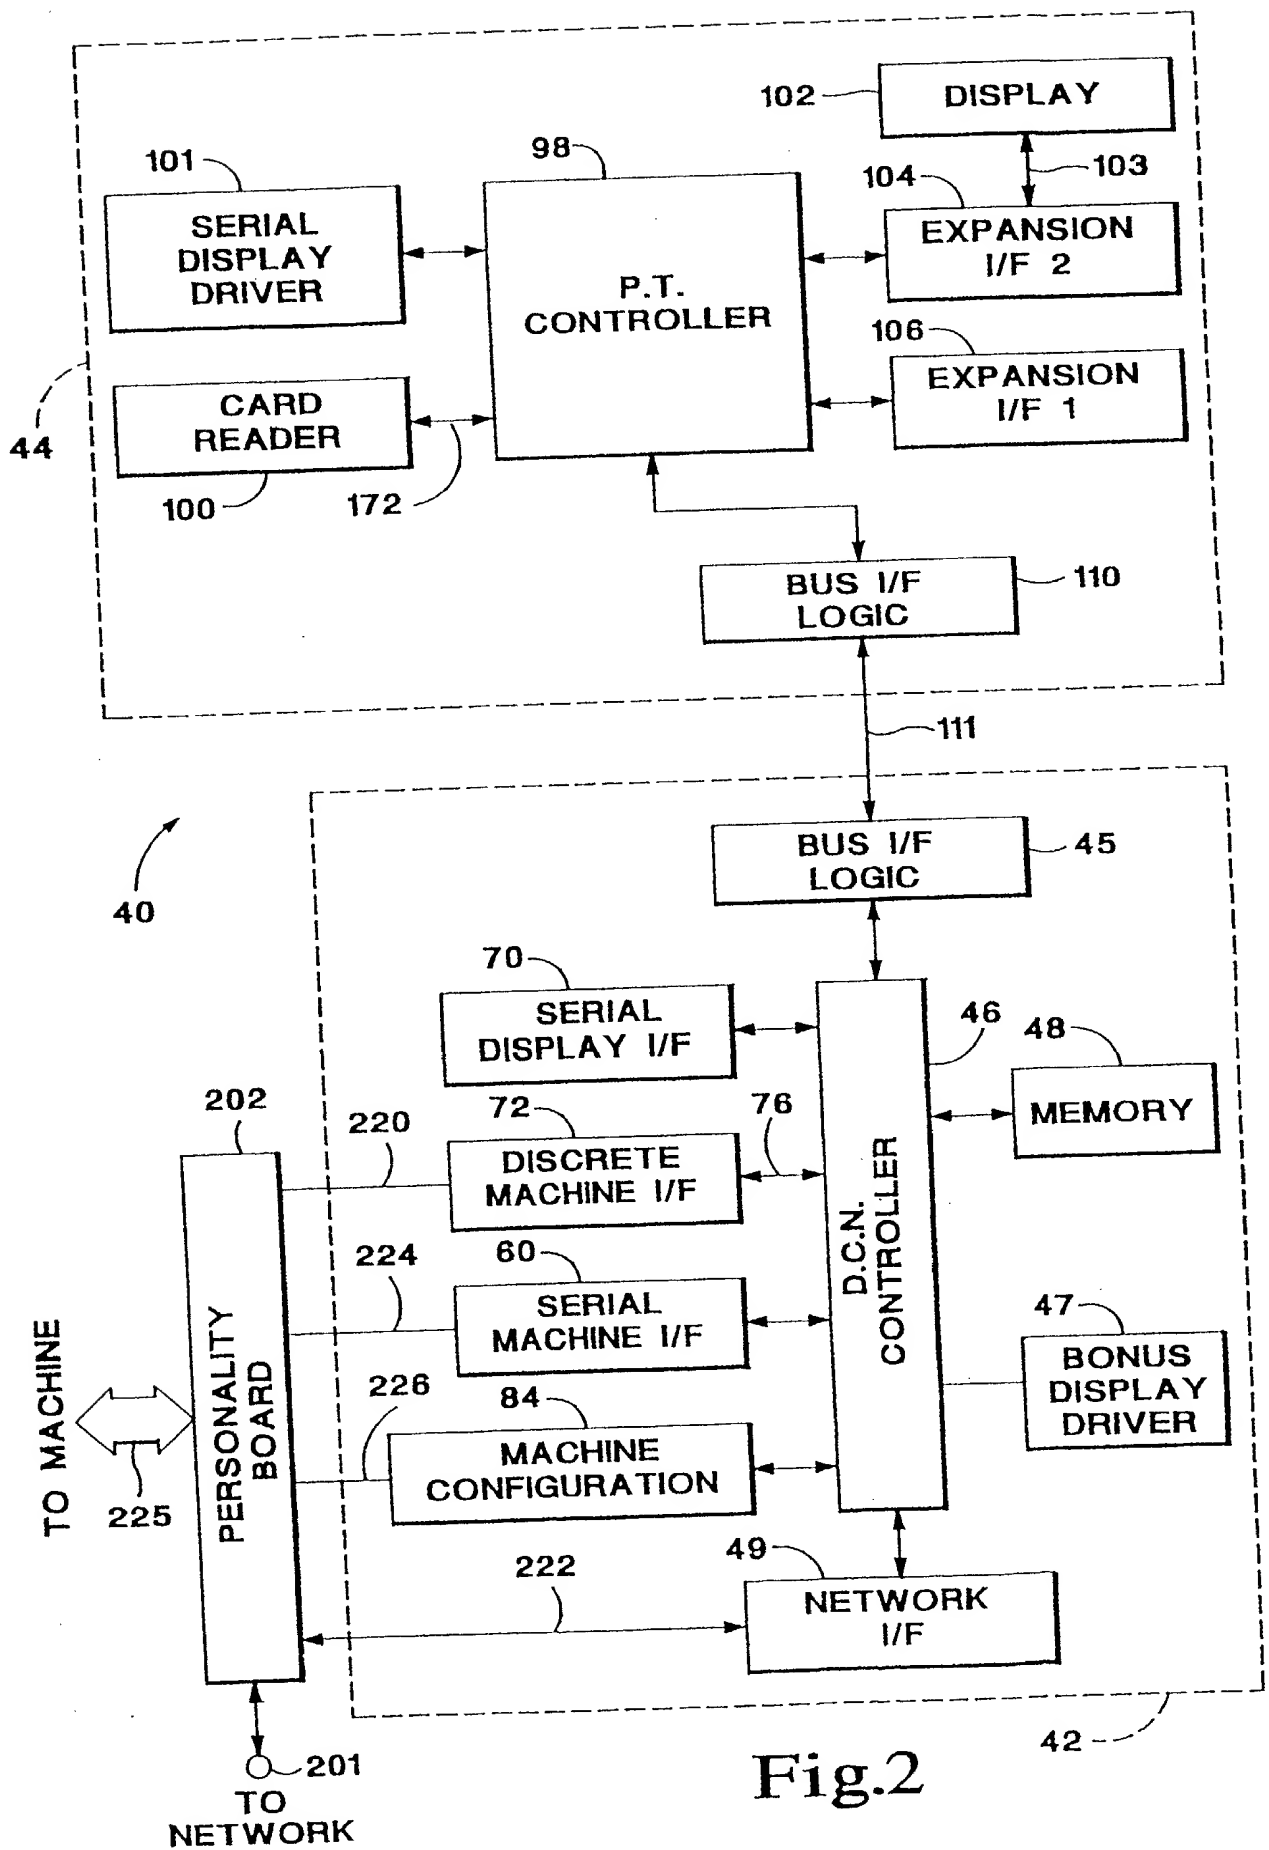 102
DISPLAY
103
101
98
104
SERIAL
DISPLAY
DRIVER
P.T.
CONTROLLER
EXPANSION
I/F 2
106
EXPANSION
I/F 1
44
CARD
READER
100
172
BUS I/F
LOGIC
110
111
40
BUS I/F
LOGIC
45
70
SERIAL
DISPLAY I/F
46
48
MEMORY
202
220
72
76
DISCRETE
MACHINE I/F
D.C.N.
CONTROLLER
224
60
SERIAL
MACHINE I/F
47
BONUS
DISPLAY
DRIVER
TO MACHINE
225
PERSONALITY
BOARD
226
84
MACHINE
CONFIGURATION
222
49
NETWORK
I/F
42
201
TO
NETWORK
Fig.2